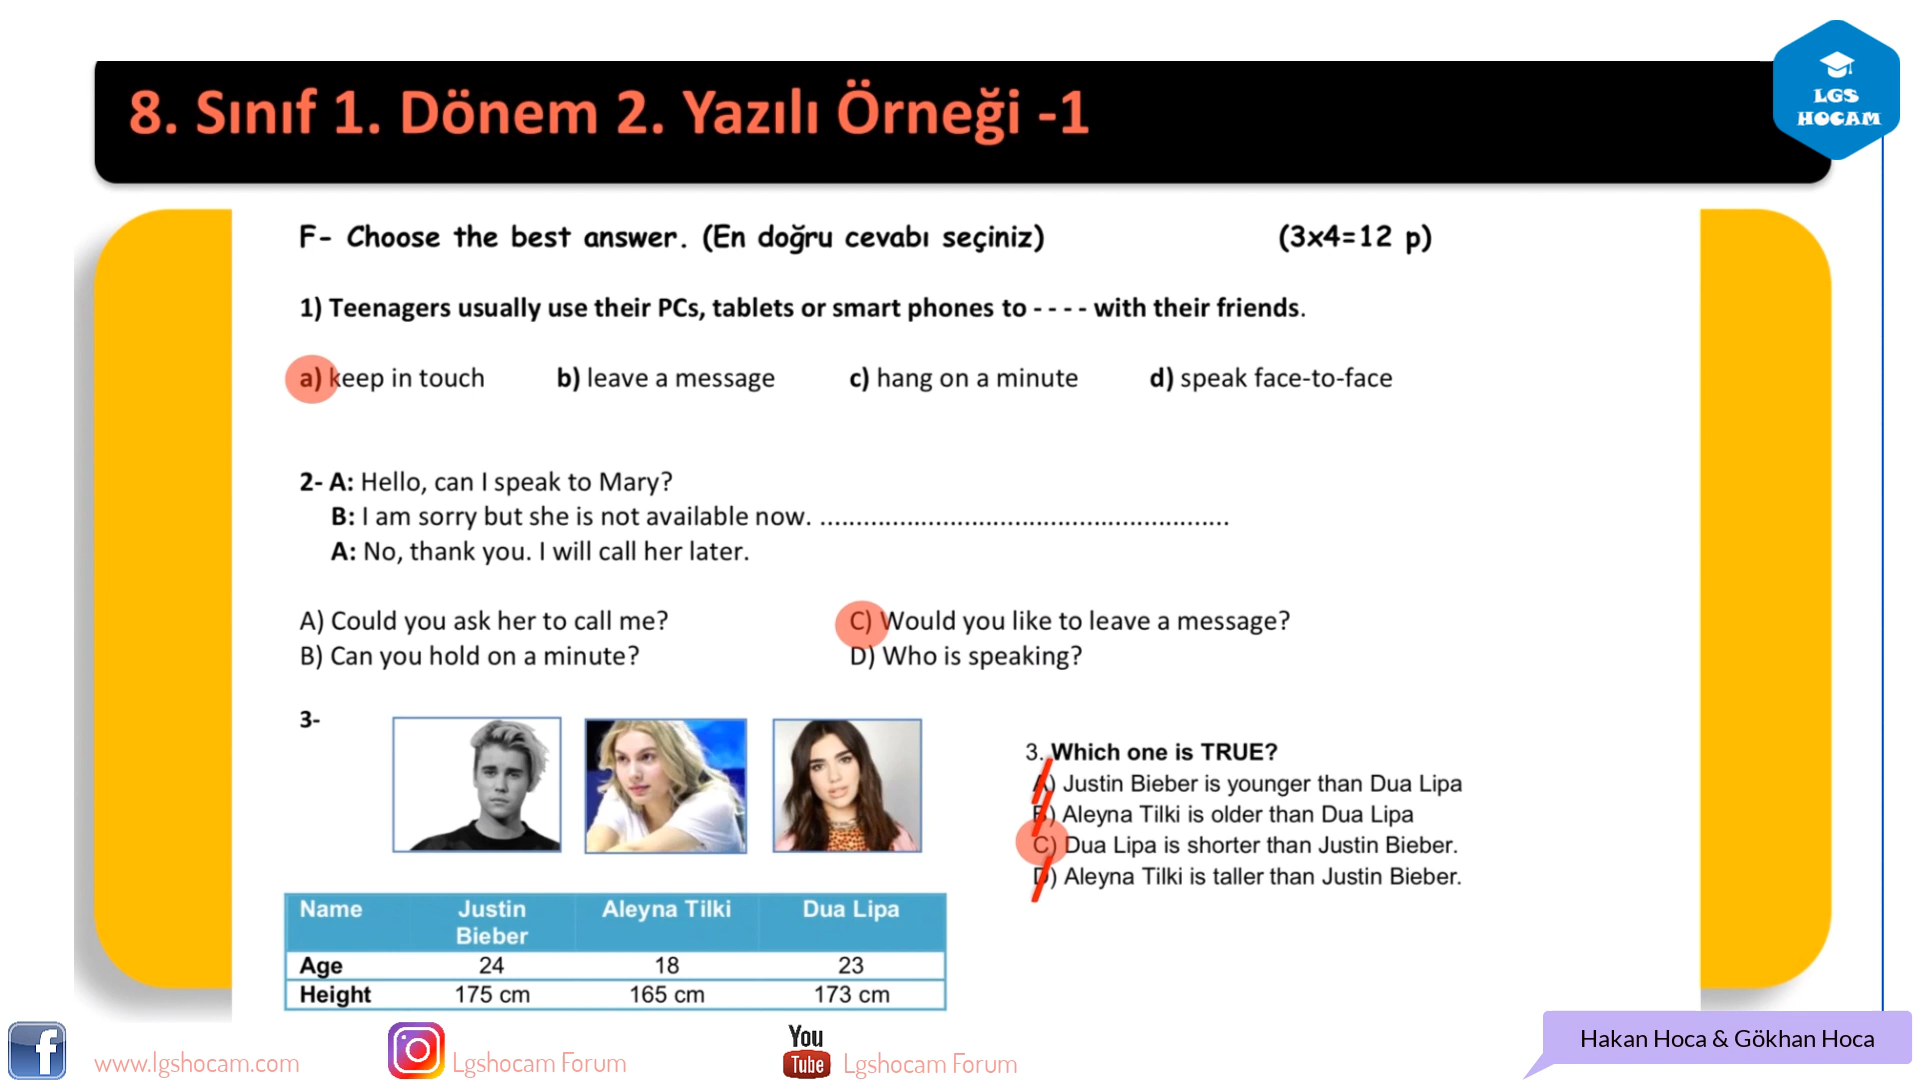 8. Sınıf 1. Dönem 2. Yazılı Örneği -1
LGS
HOCAM
F- Choose the best answer. (En doğru cevabı seçiniz) (3x4=12 p)
1) Teenagers usually use their PCs, tablets or smart phones to - - - - with their friends.
a) keep in touch b) leave a message c) hang on a minute d) speak face-to-face
2- A: Hello, can I speak to Mary?
B: I am sorry but she is not available now. .........................................................
A: No, thank you. I will call her later.
A) Could you ask her to call me? C) Would you like to leave a message?
B) Can you hold on a minute? D) Who is speaking?
3-
3. Which one is TRUE?
A) Justin Bieber is younger than Dua Lipa
B) Aleyna Tilki is older than Dua Lipa
C) Dua Lipa is shorter than Justin Bieber.
D) Aleyna Tilki is taller than Justin Bieber.
Name Justin Bieber Aleyna Tilki Dua Lipa
Age 24 18 23
Height 175 cm 165 cm 173 cm
www.lgshocam.com
Lgshocam Forum
You Tube
Lgshocam Forum
Hakan Hoca & Gökhan Hoca